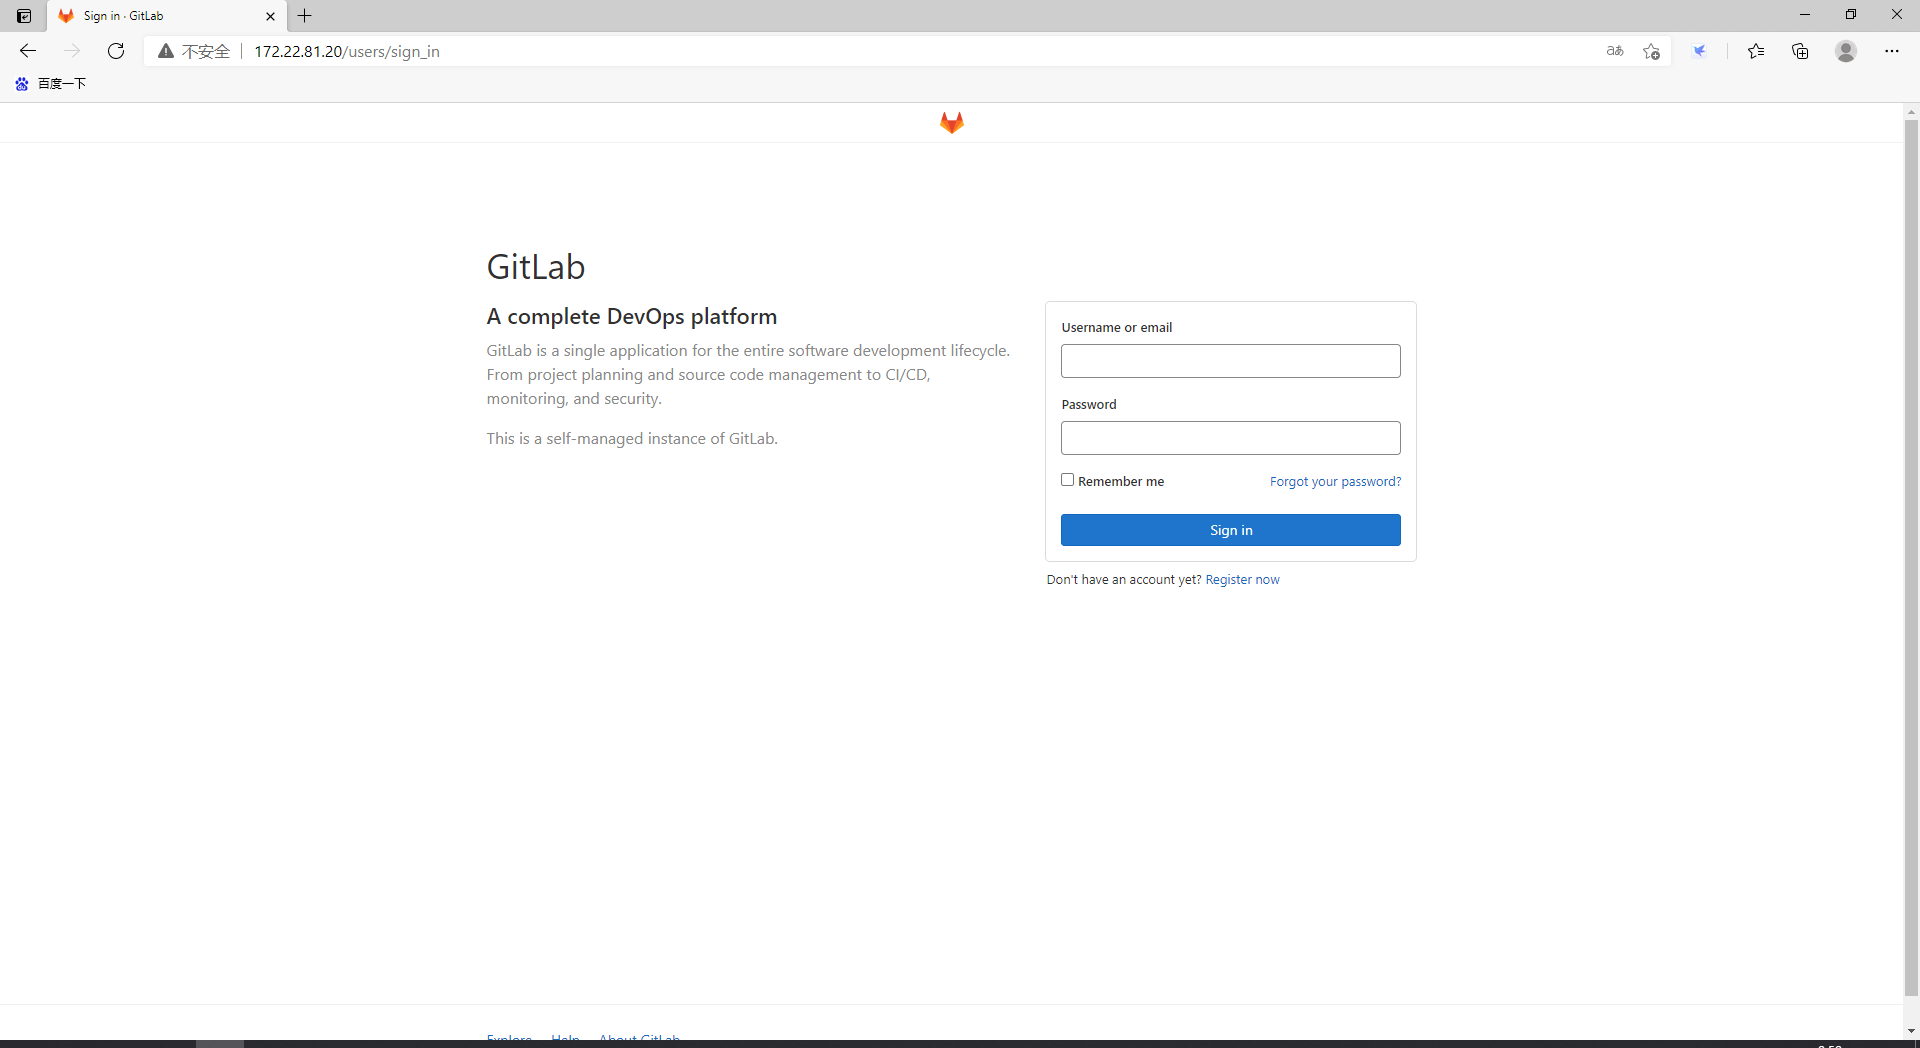 Sign in · GitLab
不安全 172.22.81.20/users/sign_in
百度一下
GitLab
A complete DevOps platform
GitLab is a single application for the entire software development lifecycle.
From project planning and source code management to CI/CD,
monitoring, and security.
This is a self-managed instance of GitLab.
Username or email
Password
Remember me
Forgot your password?
Sign in
Don't have an account yet? Register now
Explore Help About GitLab